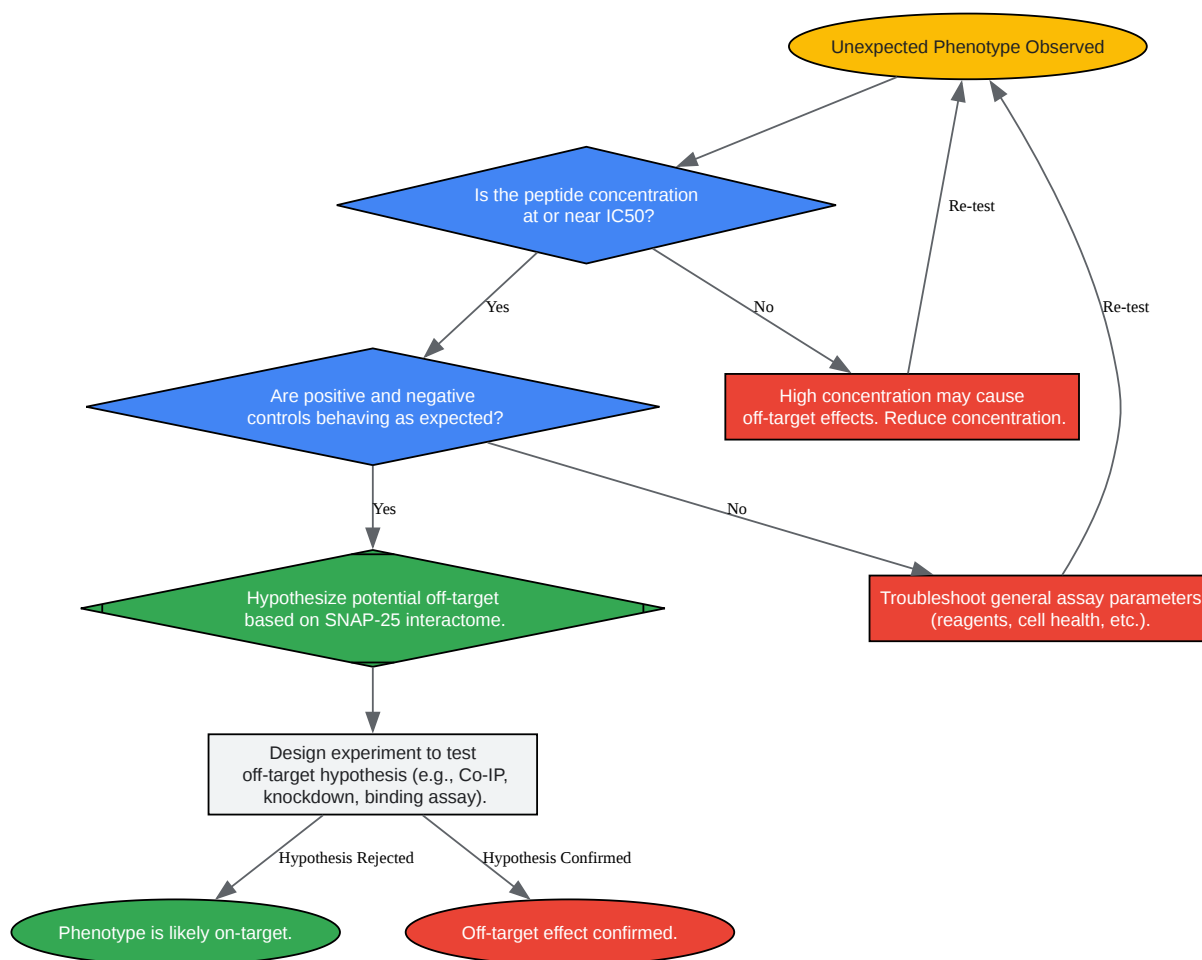 Unexpected Phenotype Observed
Is the peptide concentration
at or near IC50?
Re-test
Yes
No
Re-test
Are positive and negative
controls behaving as expected?
High concentration may cause
off-target effects. Reduce concentration.
Yes
No
Hypothesize potential off-target
based on SNAP-25 interactome.
Troubleshoot general assay parameters
(reagents, cell health, etc.).
Design experiment to test
off-target hypothesis (e.g., Co-IP,
knockdown, binding assay).
Hypothesis Rejected
Hypothesis Confirmed
Phenotype is likely on-target.
Off-target effect confirmed.